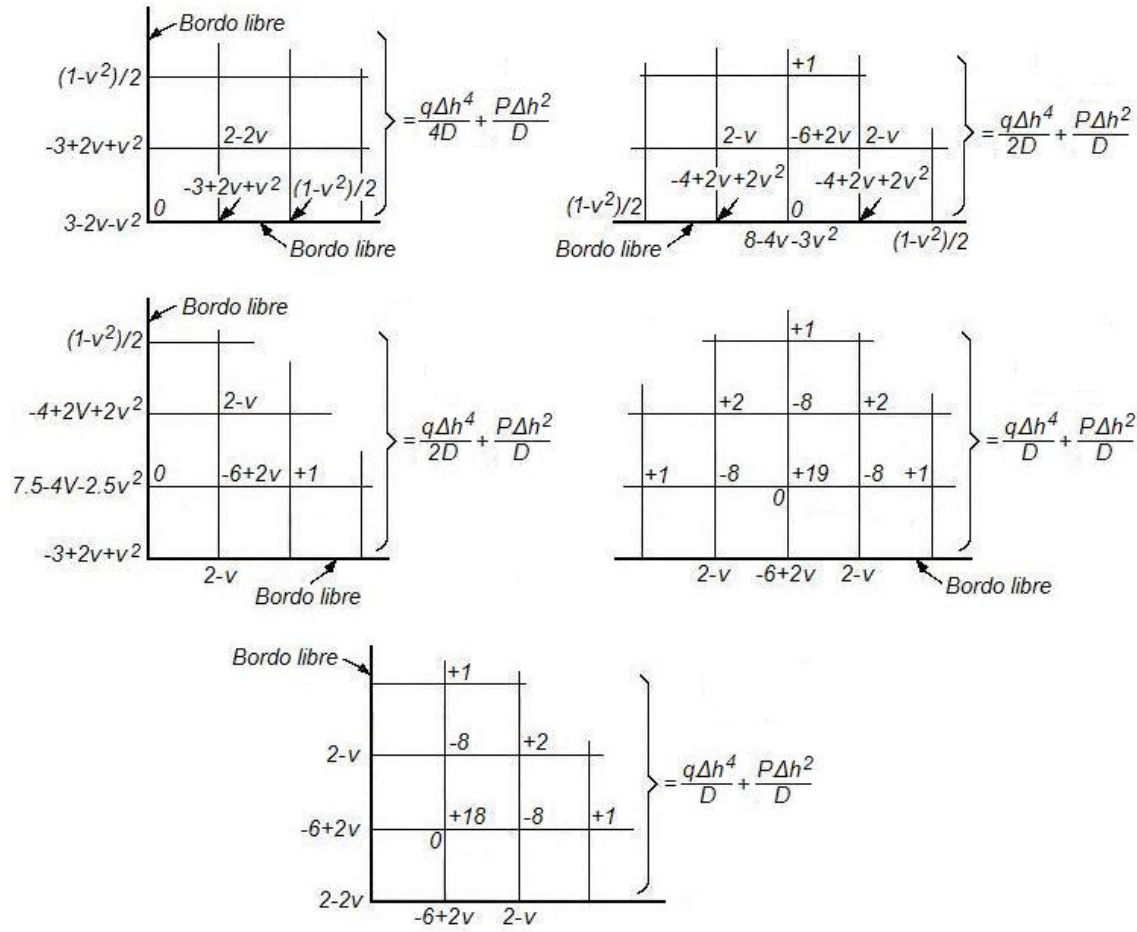 Bordo libre
(1-v²)/2
-3+2v+v²
2-2v
-3+2v+v²
(1-v²)/2
0
3-2v-v²
Bordo libre
= qΔh⁴/4D + PΔh²/D
+1
2-v
-6+2v
2-v
-4+2v+2v²
-4+2v+2v²
(1-v²)/2
0
Bordo libre
8-4v-3v²
(1-v²)/2
= qΔh⁴/2D + PΔh²/D
Bordo libre
(1-v²)/2
-4+2V+2v²
2-v
0
-6+2v
+1
7.5-4V-2.5v²
-3+2v+v²
2-v
Bordo libre
= qΔh⁴/2D + PΔh²/D
+1
+2
-8
+2
+1
-8
+19
-8
+1
0
2-v
-6+2v
2-v
Bordo libre
= qΔh⁴/D + PΔh²/D
Bordo libre
+1
2-v
-8
+2
-6+2v
+18
-8
+1
0
2-2v
-6+2v
2-v
= qΔh⁴/D + PΔh²/D